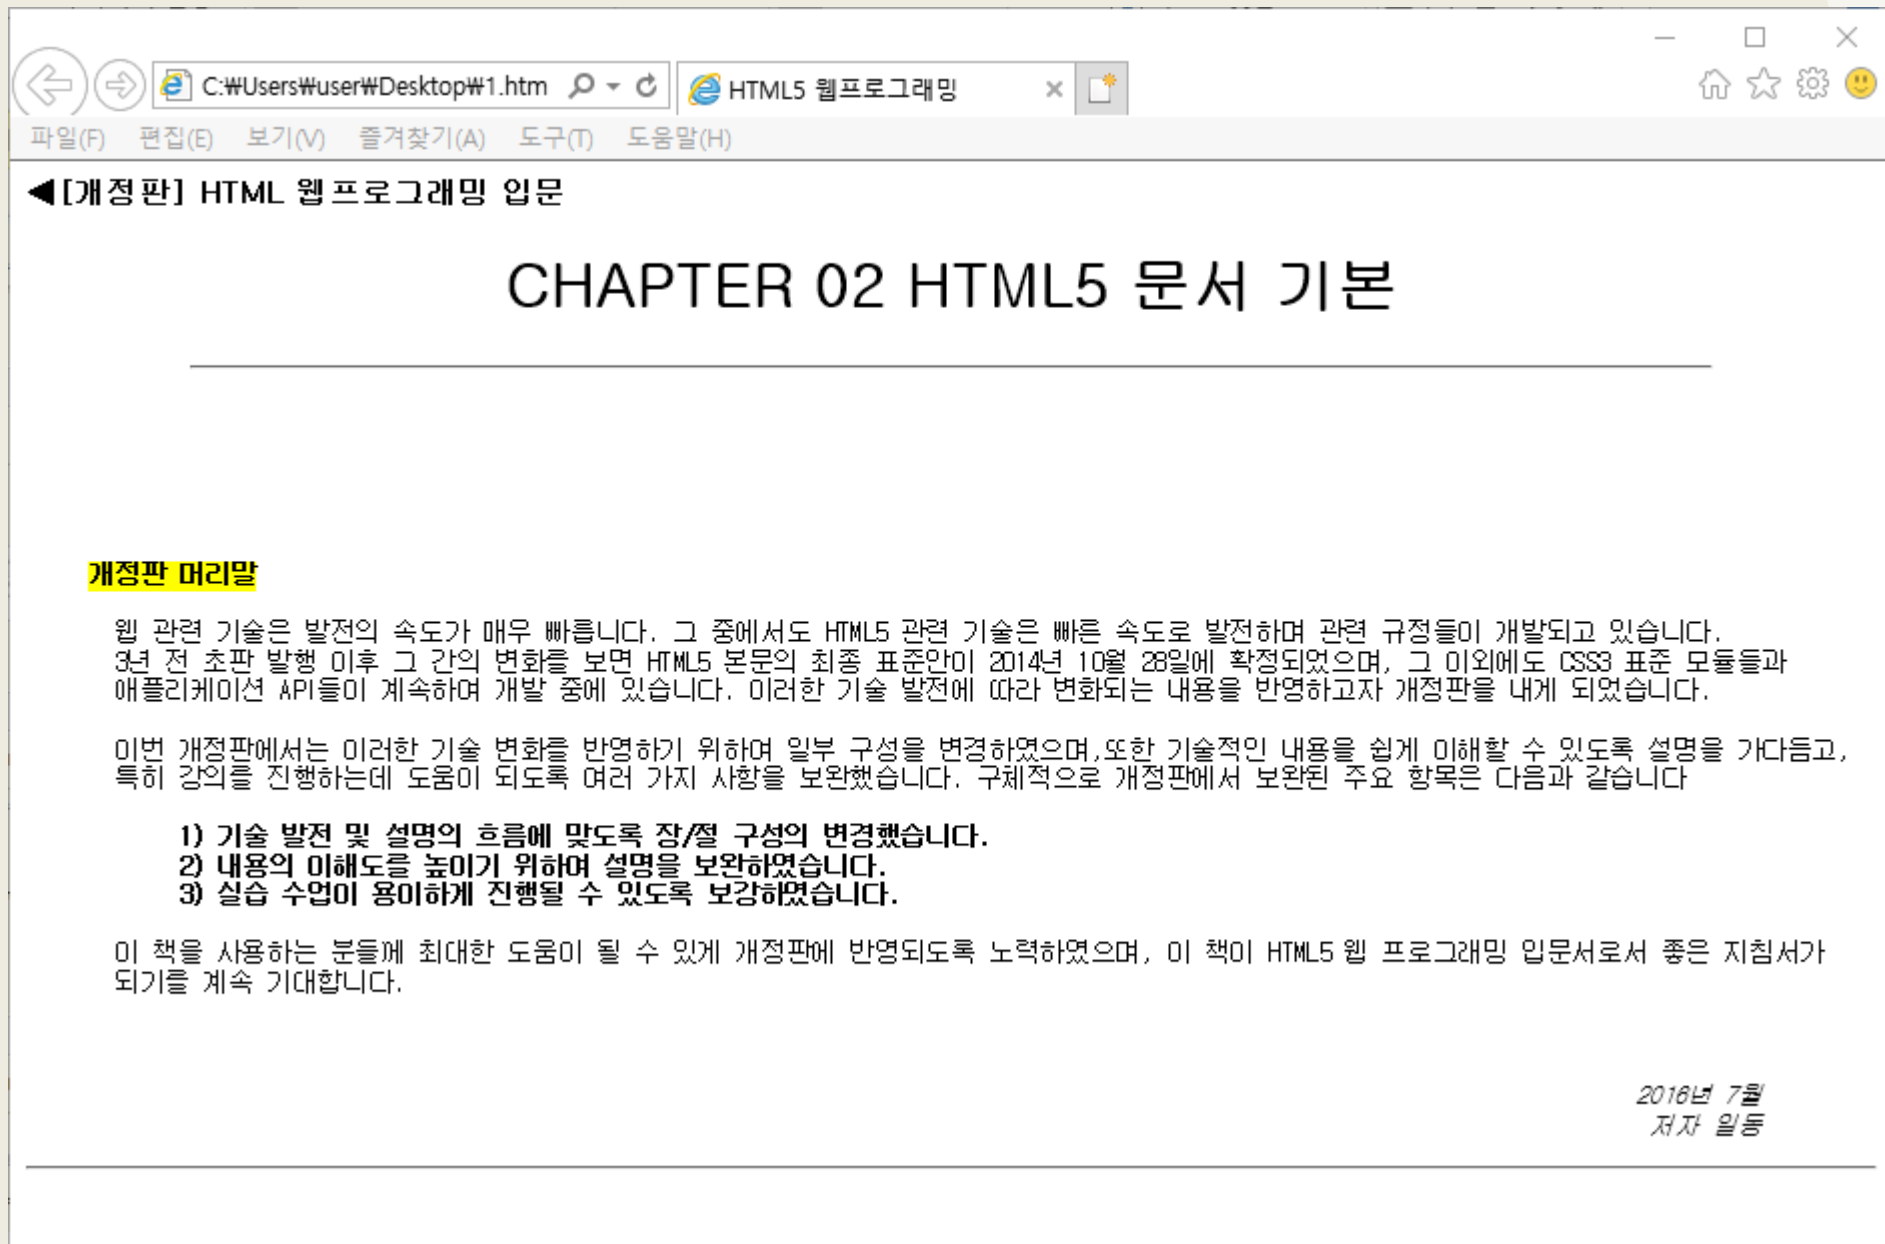 C:₩Users₩user₩Desktop₩1.htm
HTML5 웹프로그래밍
파일(F) 편집(E) 보기(V) 즐겨찾기(A) 도구(T) 도움말(H)
◀[개정판] HTML 웹프로그래밍 입문
CHAPTER 02 HTML5 문서 기본
개정판 머리말
웹 관련 기술은 발전의 속도가 매우 빠릅니다. 그 중에서도 HTML5 관련 기술은 빠른 속도로 발전하며 관련 규정들이 개발되고 있습니다.
3년 전 초판 발행 이후 그 간의 변화를 보면 HTML5 본문의 최종 표준안이 2014년 10월 28일에 확정되었으며, 그 이외에도 CSS3 표준 모듈들과
애플리케이션 API들이 계속하여 개발 중에 있습니다. 이러한 기술 발전에 따라 변화되는 내용을 반영하고자 개정판을 내게 되었습니다.
이번 개정판에서는 이러한 기술 변화를 반영하기 위하여 일부 구성을 변경하였으며,또한 기술적인 내용을 쉽게 이해할 수 있도록 설명을 가다듬고,
특히 강의를 진행하는데 도움이 되도록 여러 가지 사항을 보완했습니다. 구체적으로 개정판에서 보완된 주요 항목은 다음과 같습니다
1) 기술 발전 및 설명의 흐름에 맞도록 장/절 구성의 변경했습니다.
2) 내용의 이해도를 높이기 위하여 설명을 보완하였습니다.
3) 실습 수업이 용이하게 진행될 수 있도록 보강하였습니다.
이 책을 사용하는 분들께 최대한 도움이 될 수 있게 개정판에 반영되도록 노력하였으며, 이 책이 HTML5 웹 프로그래밍 입문서로서 좋은 지침서가
되기를 계속 기대합니다.
2016년 7월
저자 일동